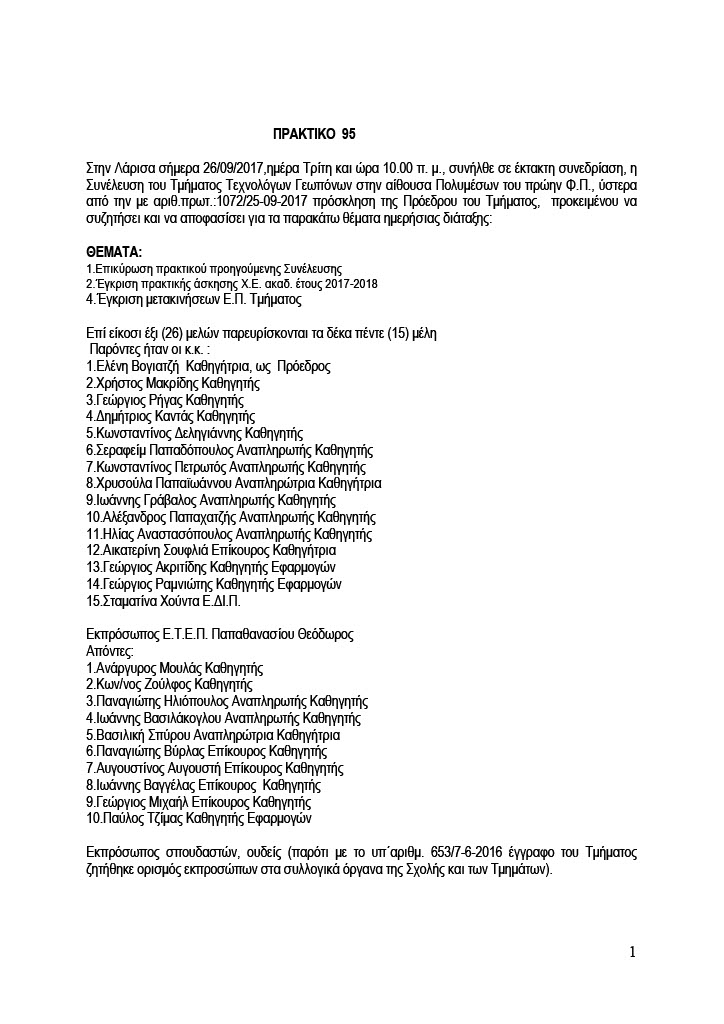 ΠΡΑΚΤΙΚΟ 95
Στην Λάρισα σήμερα 26/09/2017,ημέρα Τρίτη και ώρα 10.00 π. μ., συνήλθε σε έκτακτη συνεδρίαση, η
Συνέλευση του Τμήματος Τεχνολόγων Γεωπόνων στην αίθουσα Πολυμέσων του πρώην Φ.Π., ύστερα
από την με αριθ.πρωτ.:1072/25-09-2017 πρόσκληση της Πρόεδρου του Τμήματος, προκειμένου να
συζητήσει και να αποφασίσει για τα παρακάτω θέματα ημερήσιας διάταξης:
ΘΕΜΑΤΑ:
1.Επικύρωση πρακτικού προηγούμενης Συνέλευσης
2.Έγκριση πρακτικής άσκησης Χ.Ε. ακαδ. έτους 2017-2018
4.Έγκριση μετακινήσεων Ε.Π. Τμήματος
Επί είκοσι έξι (26) μελών παρευρίσκονται τα δέκα πέντε (15) μέλη
Παρόντες ήταν οι κ.κ. :
1.Ελένη Βογιατζή Καθηγήτρια, ως Πρόεδρος
2.Χρήστος Μακρίδης Καθηγητής
3.Γεώργιος Ρήγας Καθηγητής
4.Δημήτριος Καντάς Καθηγητής
5.Κωνσταντίνος Δεληγιάννης Καθηγητής
6.Σεραφείμ Παπαδόπουλος Αναπληρωτής Καθηγητής
7.Κωνσταντίνος Πετρωτός Αναπληρωτής Καθηγητής
8.Χρυσούλα Παπαϊωάννου Αναπληρώτρια Καθηγήτρια
9.Ιωάννης Γράβαλος Αναπληρωτής Καθηγητής
10.Αλέξανδρος Παπαχατζής Αναπληρωτής Καθηγητής
11.Ηλίας Αναστασόπουλος Αναπληρωτής Καθηγητής
12.Αικατερίνη Σουφλιά Επίκουρος Καθηγήτρια
13.Γεώργιος Ακριτίδης Καθηγητής Εφαρμογών
14.Γεώργιος Ραμνιώτης Καθηγητής Εφαρμογών
15.Σταματίνα Χούντα Ε.ΔΙ.Π.
Εκπρόσωπος Ε.Τ.Ε.Π. Παπαθανασίου Θεόδωρος
Απόντες:
1.Ανάργυρος Μουλάς Καθηγητής
2.Κων/νος Ζούλφος Καθηγητής
3.Παναγιώτης Ηλιόπουλος Αναπληρωτής Καθηγητής
4.Ιωάννης Βασιλάκογλου Αναπληρωτής Καθηγητής
5.Βασιλική Σπύρου Αναπληρώτρια Καθηγήτρια
6.Παναγιώτης Βύρλας Επίκουρος Καθηγητής
7.Αυγουστίνος Αυγουστή Επίκουρος Καθηγητής
8.Ιωάννης Βαγγέλας Επίκουρος Καθηγητής
9.Γεώργιος Μιχαήλ Επίκουρος Καθηγητής
10.Παύλος Τζίμας Καθηγητής Εφαρμογών
Εκπρόσωπος σπουδαστών, ουδείς (παρότι με το υπ΄αριθμ. 653/7-6-2016 έγγραφο του Τμήματος
ζητήθηκε ορισμός εκπροσώπων στα συλλογικά όργανα της Σχολής και των Τμημάτων).
1